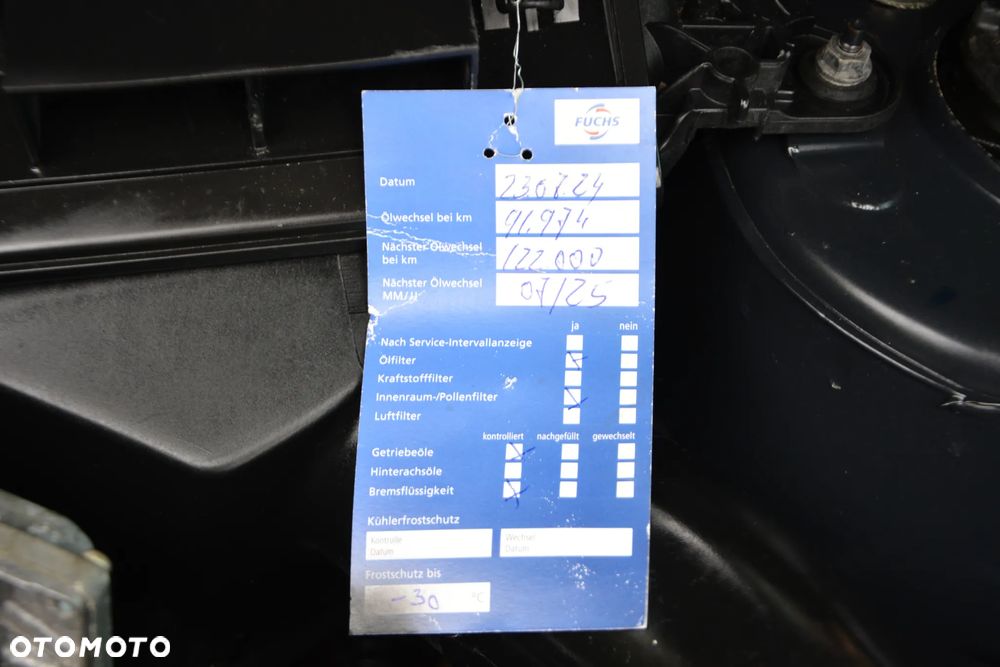 FUCHS
Datum 23.07.24
Ölwechsel bei km 91.974
Nächster Ölwechsel
bei km 122 000
Nächster Ölwechsel
MM/JJ 07/25
ja nein
Nach Service-Intervallanzeige
Ölfilter
Kraftstofffilter
Innenraum-/Pollenfilter
Luftfilter
kontrolliert nachgefüllt gewechselt
Getriebeöle
Hinterachsöle
Bremsflüssigkeit
Kühlerfrostschutz
Kontrolle Wechsel
Datum Datum
Frostschutz bis
-30 °C
OTOMOTO